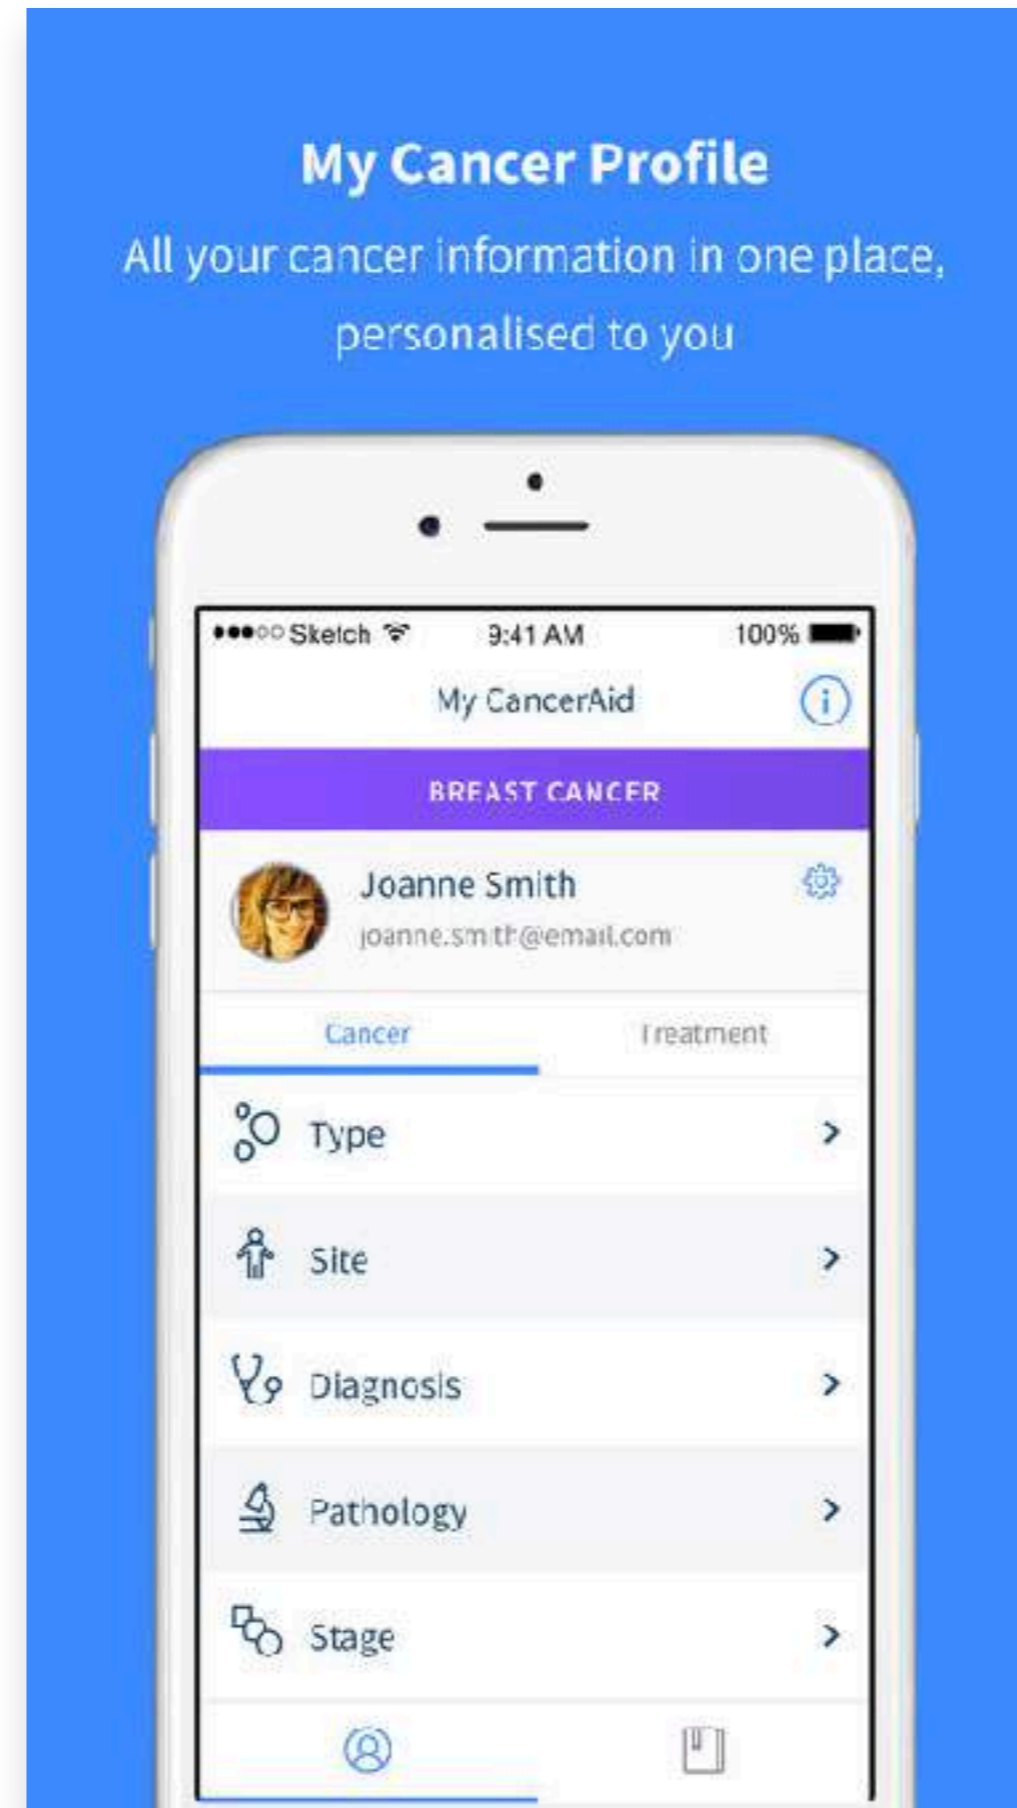 My Cancer Profile
All your cancer information in one place,
personalised to you
Sketch 9:41 AM 100%
My CancerAid
BREAST CANCER
Joanne Smith
joanne.smith@email.com
Cancer Treatment
Type
Site
Diagnosis
Pathology
Stage